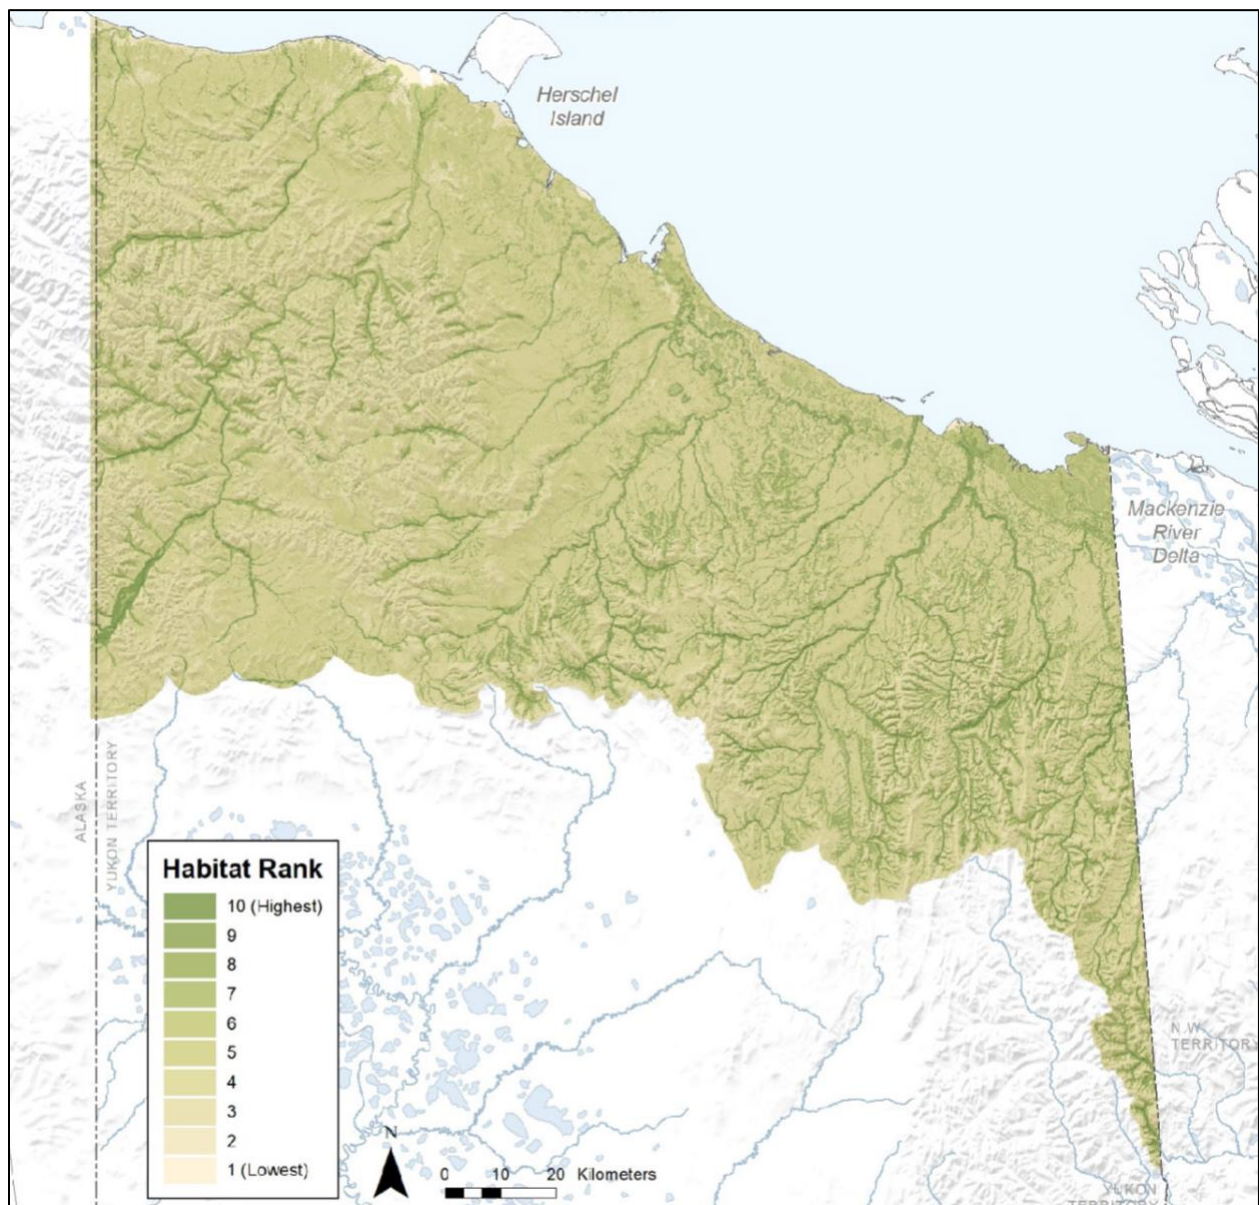 Herschel
Island
Mackenzie
River
Delta
ALASKA
YUKON TERRITORY
Habitat Rank
10 (Highest)
9
8
7
6
5
4
3
2
1 (Lowest)
N
0 10 20 Kilometers
N.W.
TERRITOR
YUKON